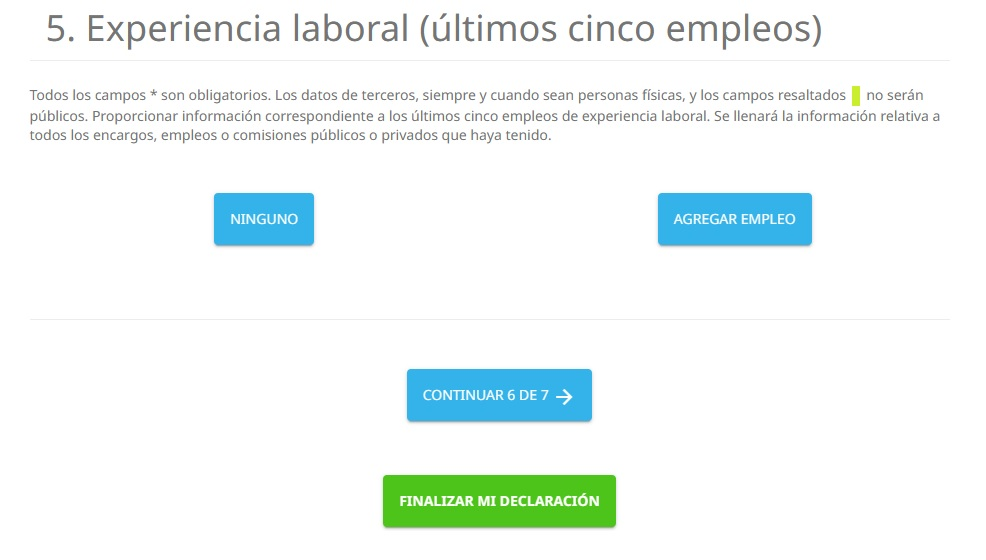 5. Experiencia laboral (últimos cinco empleos)
Todos los campos * son obligatorios. Los datos de terceros, siempre y cuando sean personas físicas, y los campos resaltados no serán
públicos. Proporcionar información correspondiente a los últimos cinco empleos de experiencia laboral. Se llenará la información relativa a
todos los encargos, empleos o comisiones públicos o privados que haya tenido.
NINGUNO
AGREGAR EMPLEO
CONTINUAR 6 DE 7 →
FINALIZAR MI DECLARACIÓN